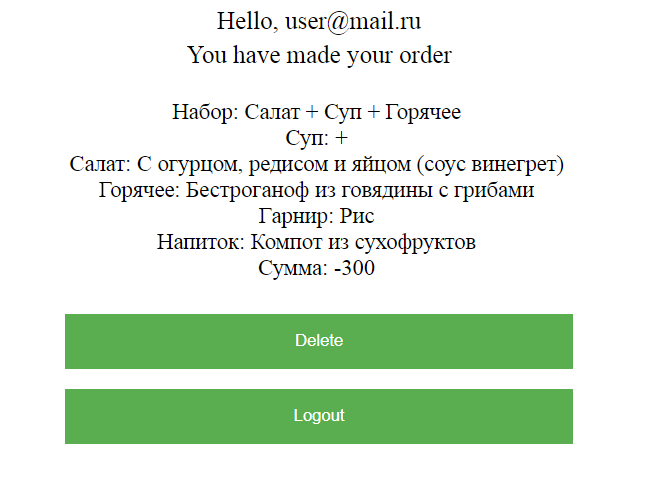 Hello, user@mail.ru
You have made your order
Набор: Салат + Суп + Горячее
Суп: +
Салат: С огурцом, редисом и яйцом (соус винегрет)
Горячее: Бестроганоф из говядины с грибами
Гарнир: Рис
Напиток: Компот из сухофруктов
Сумма: -300
Delete
Logout